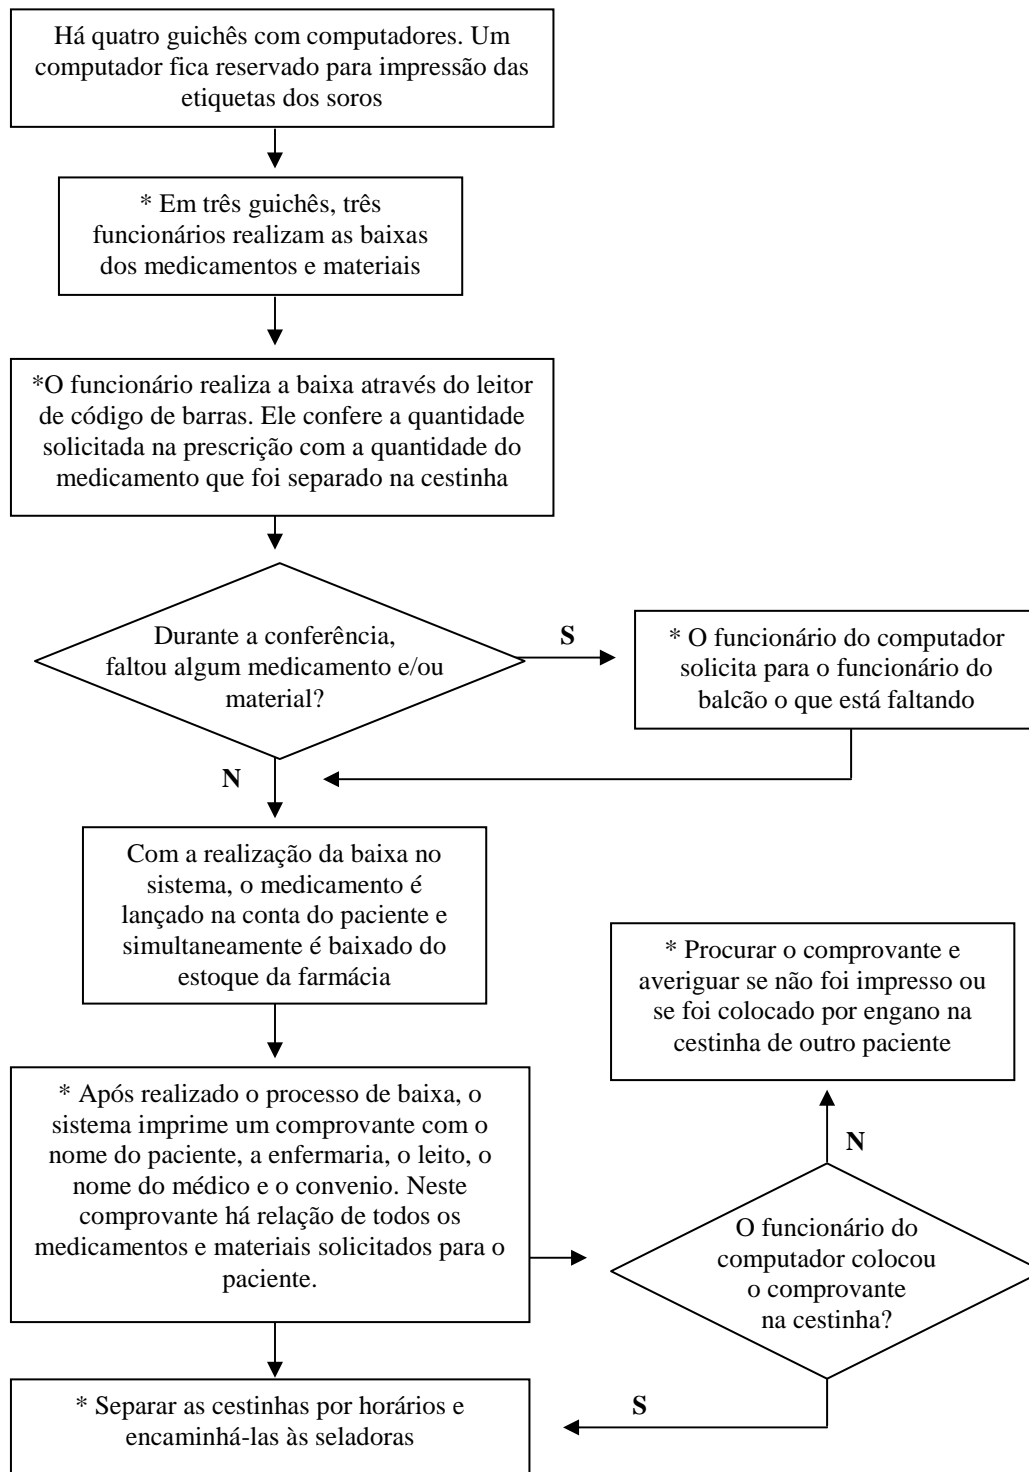 Há quatro guichês com computadores. Um
computador fica reservado para impressão das
etiquetas dos soros
* Em três guichês, três
funcionários realizam as baixas
dos medicamentos e materiais
*O funcionário realiza a baixa através do leitor
de código de barras. Ele confere a quantidade
solicitada na prescrição com a quantidade do
medicamento que foi separado na cestinha
Durante a conferência,
faltou algum medicamento e/ou
material?
S
* O funcionário do computador
solicita para o funcionário do
balcão o que está faltando
N
Com a realização da baixa no
sistema, o medicamento é
lançado na conta do paciente e
simultaneamente é baixado do
estoque da farmácia
* Após realizado o processo de baixa, o
sistema imprime um comprovante com o
nome do paciente, a enfermaria, o leito, o
nome do médico e o convenio. Neste
comprovante há relação de todos os
medicamentos e materiais solicitados para o
paciente.
* Procurar o comprovante e
averiguar se não foi impresso ou
se foi colocado por engano na
cestinha de outro paciente
N
O funcionário do
computador colocou
o comprovante
na cestinha?
S
* Separar as cestinhas por horários e
encaminhá-las às seladoras